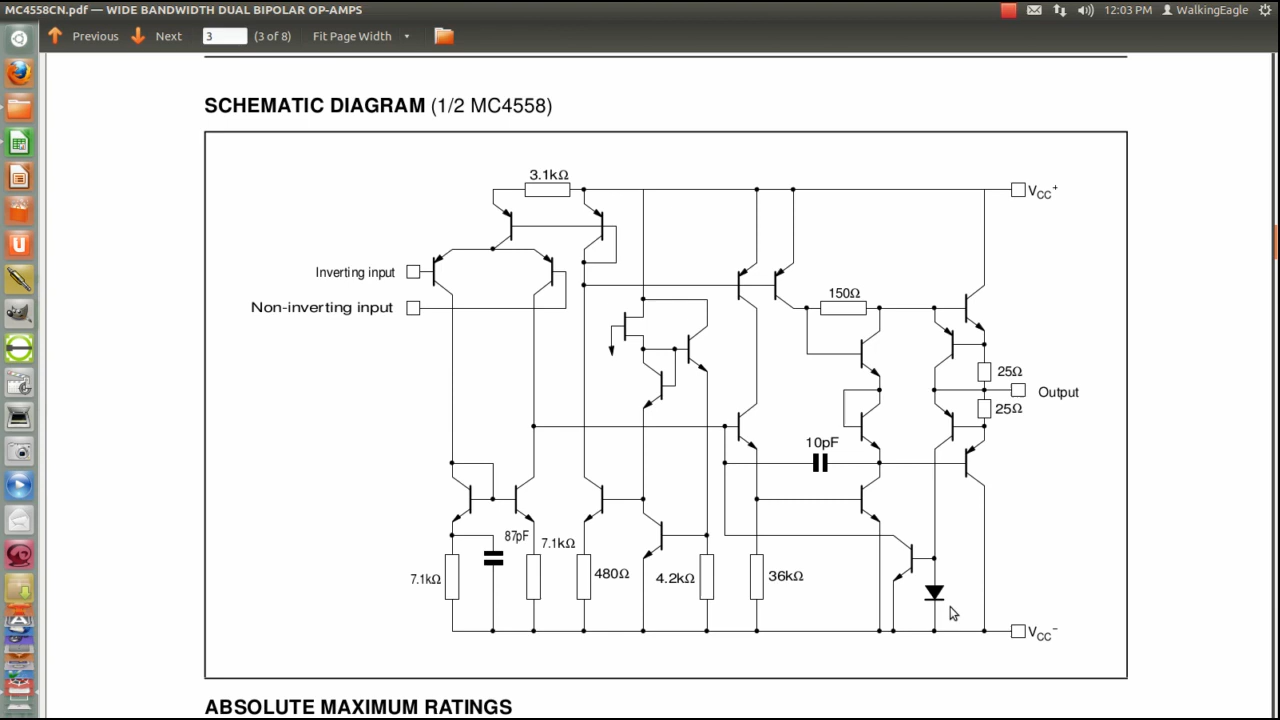 MC4558CN.pdf — WIDE BANDWIDTH DUAL BIPOLAR OP-AMPS
12:03 PM WalkingEagle
Previous Next 3 (3 of 8) Fit Page Width
SCHEMATIC DIAGRAM (1/2 MC4558)
3.1kΩ
VCC+
Inverting input
150Ω
Non-inverting input
25Ω
Output
25Ω
10pF
87pF
7.1kΩ
7.1kΩ
480Ω
4.2kΩ
36kΩ
VCC−
ABSOLUTE MAXIMUM RATINGS